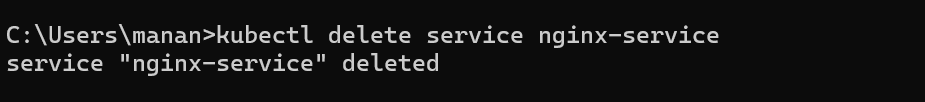 C:\Users\manan>kubectl delete service nginx-service
service "nginx-service" deleted